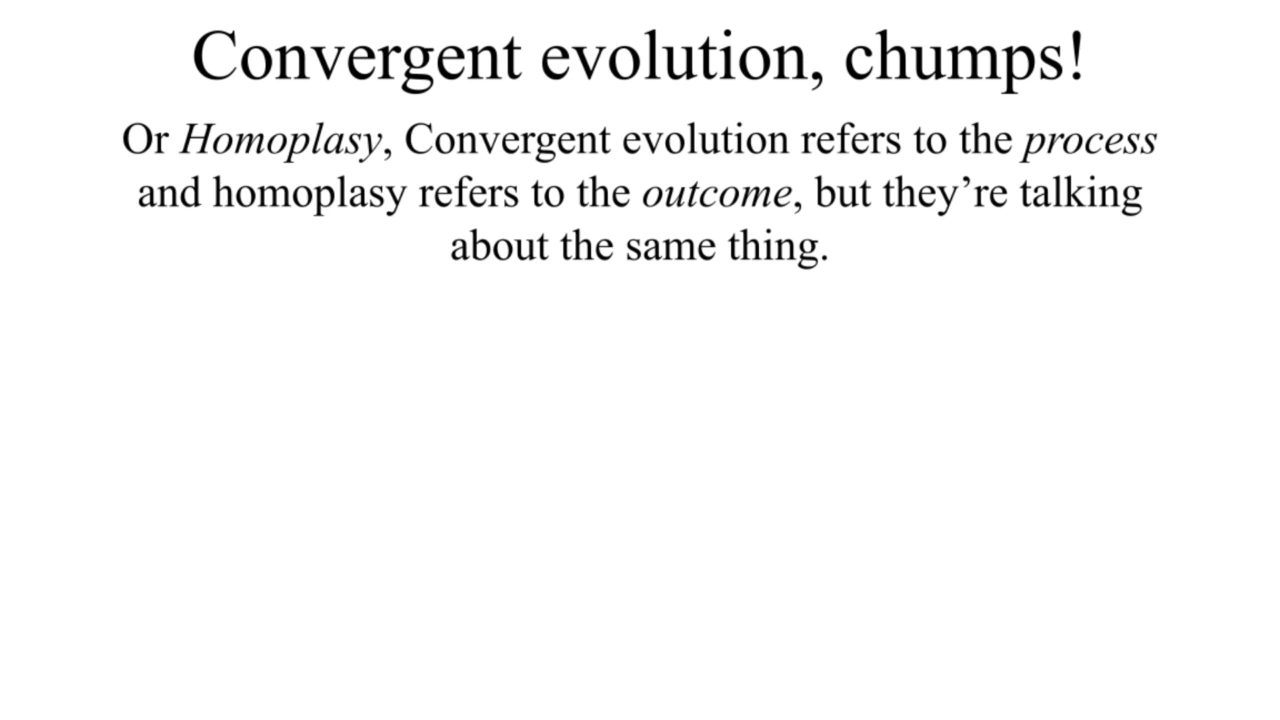 Convergent evolution, chumps!
Or Homoplasy, Convergent evolution refers to the process
and homoplasy refers to the outcome, but they’re talking
about the same thing.